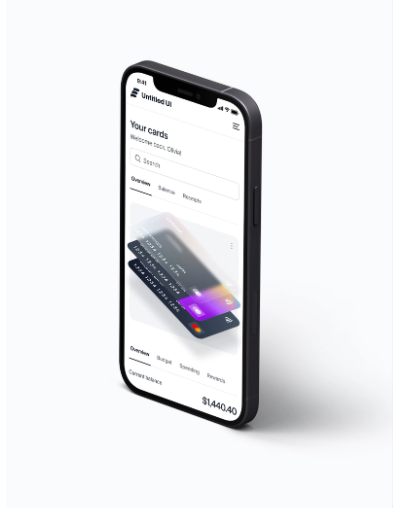 9:41
Untitled UI
Your cards
Welcome back, Olivia!
Search
Overview Balance Receipts
Overview Budget Spending Rewards
Current balance
$1,440.40